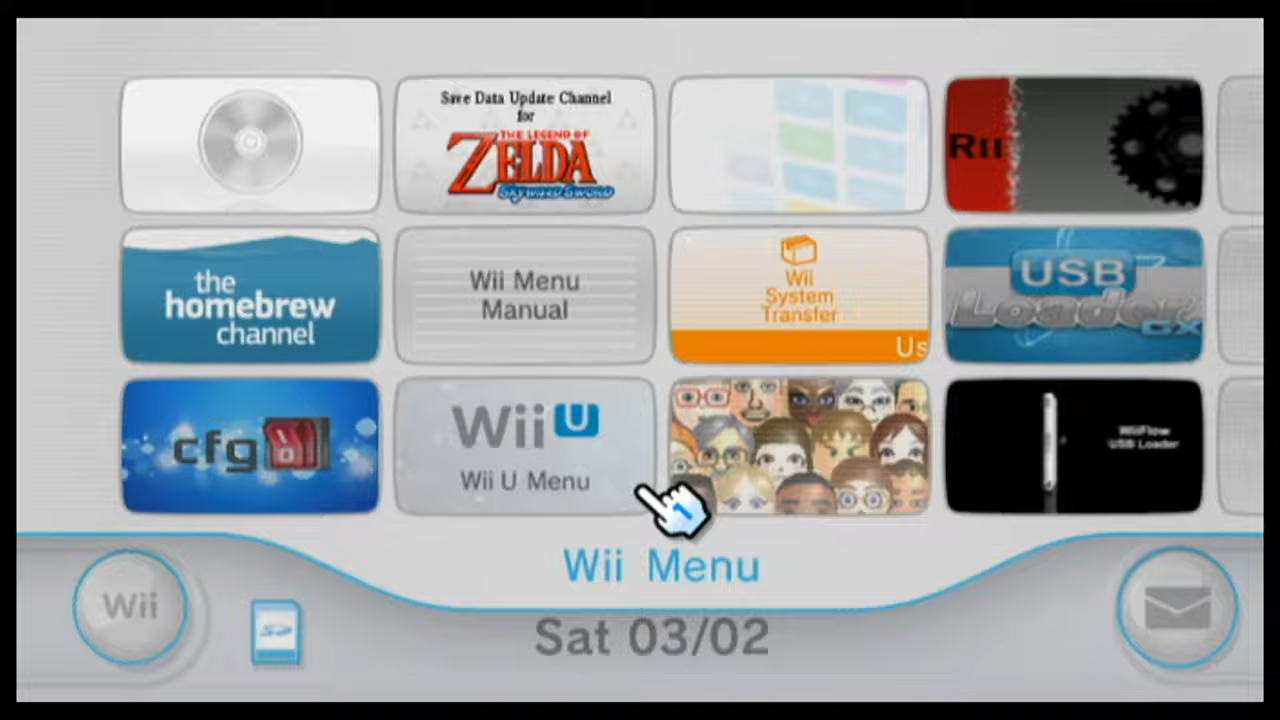 Save Data Update Channel
for
THE LEGEND OF
ZELDA
Skyward Sword
Rii
the
homebrew
channel
Wii Menu
Manual
Wii
System
Transfer
Us
USB
Loader GX
cfg
Wii U
Wii U Menu
WiiFlow
USB Loader
1
Wii Menu
Wii
SD
Sat 03/02